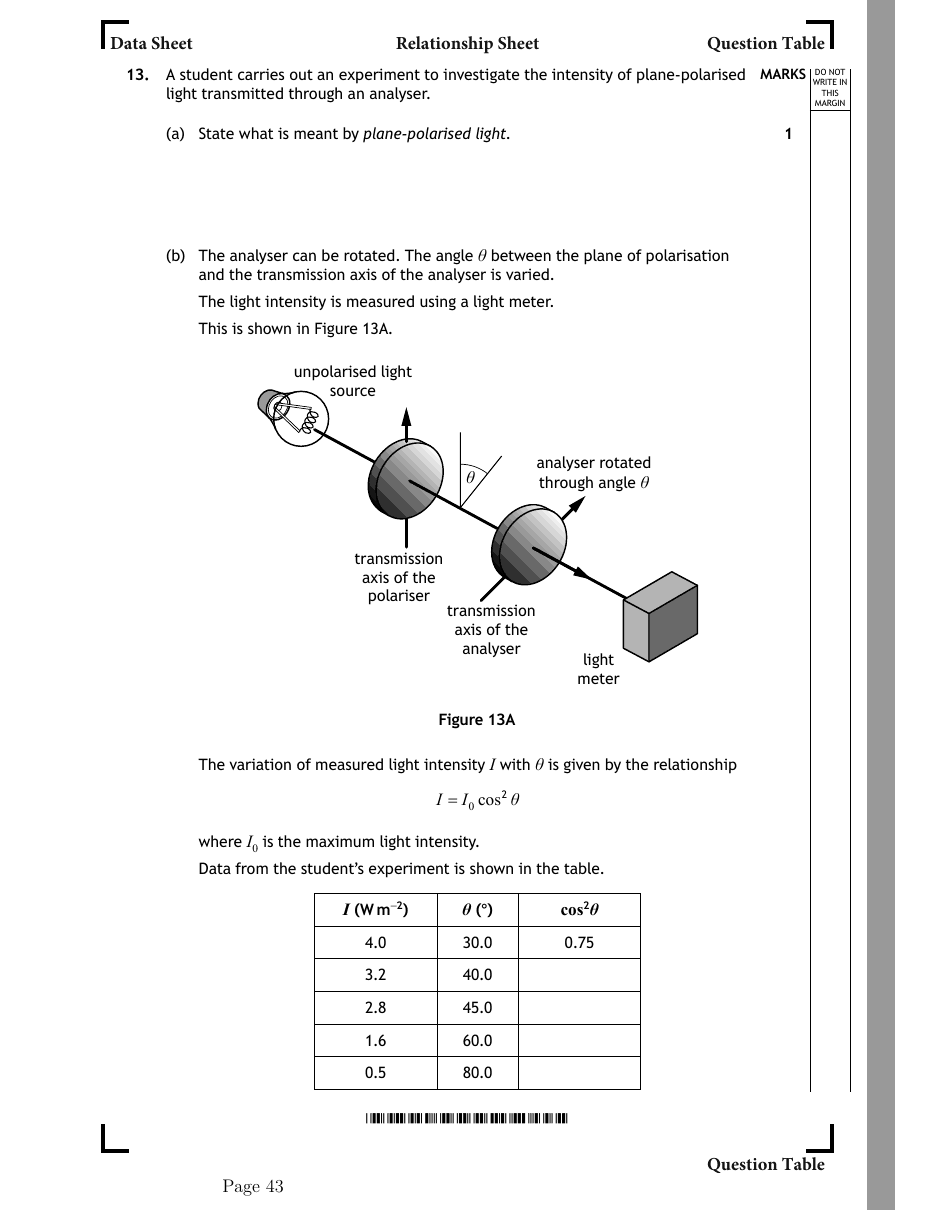 Data Sheet Relationship Sheet Question Table
13. A student carries out an experiment to investigate the intensity of plane-polarised MARKS
light transmitted through an analyser.
DO NOT
WRITE IN
THIS
MARGIN
(a) State what is meant by plane-polarised light. 1
(b) The analyser can be rotated. The angle θ between the plane of polarisation
and the transmission axis of the analyser is varied.
The light intensity is measured using a light meter.
This is shown in Figure 13A.
unpolarised light
source
θ
analyser rotated
through angle θ
transmission
axis of the
polariser
transmission
axis of the
analyser
light
meter
Figure 13A
The variation of measured light intensity I with θ is given by the relationship
I = I₀ cos² θ
where I₀ is the maximum light intensity.
Data from the student’s experiment is shown in the table.
I (W m⁻²) θ (°) cos²θ
4.0 30.0 0.75
3.2 40.0
2.8 45.0
1.6 60.0
0.5 80.0
Question Table
Page 43